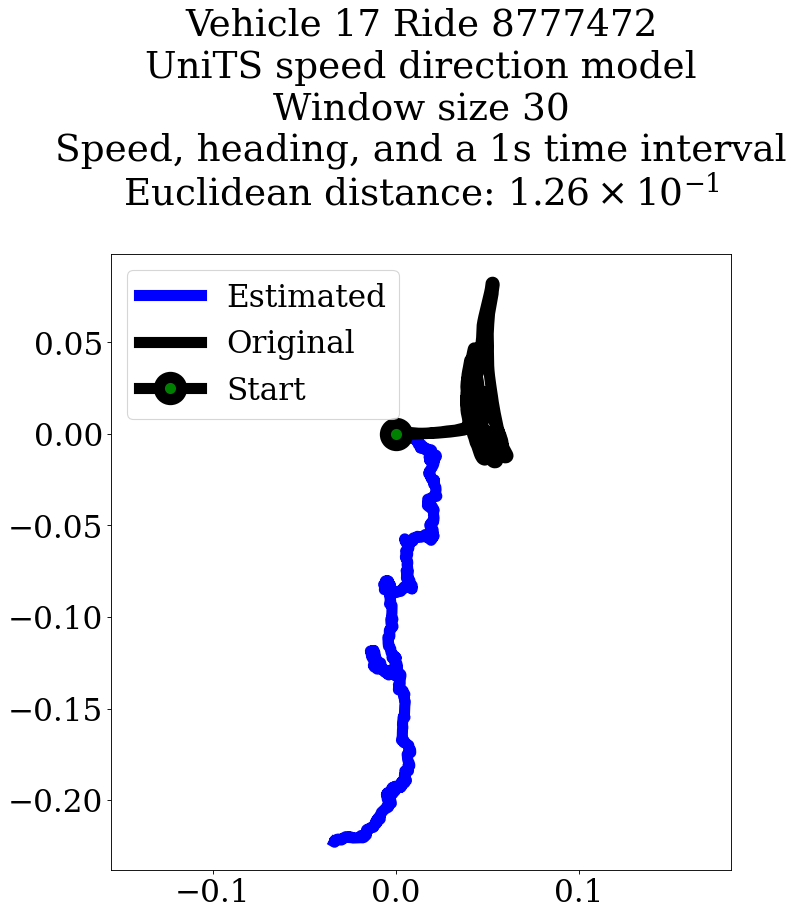 Vehicle 17 Ride 8777472
UniTS speed direction model
Window size 30
Speed, heading, and a 1s time interval
Euclidean distance: 1.26 × 10⁻¹
Estimated
Original
Start
0.05
0.00
−0.05
−0.10
−0.15
−0.20
−0.1 0.0 0.1